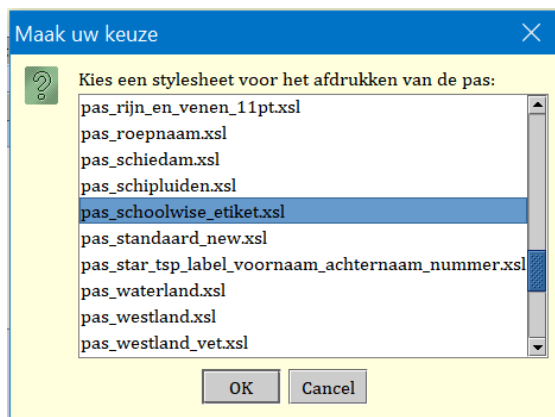 Maak uw keuze
Kies een stylesheet voor het afdrukken van de pas:
pas_rijn_en_venen_11pt.xsl
pas_roepnaam.xsl
pas_schiedam.xsl
pas_schipluiden.xsl
pas_schoolwise_etiket.xsl
pas_standaard_new.xsl
pas_star_tsp_label_voornaam_achternaam_nummer.xsl
pas_waterland.xsl
pas_westland.xsl
pas_westland_vet.xsl
OK Cancel